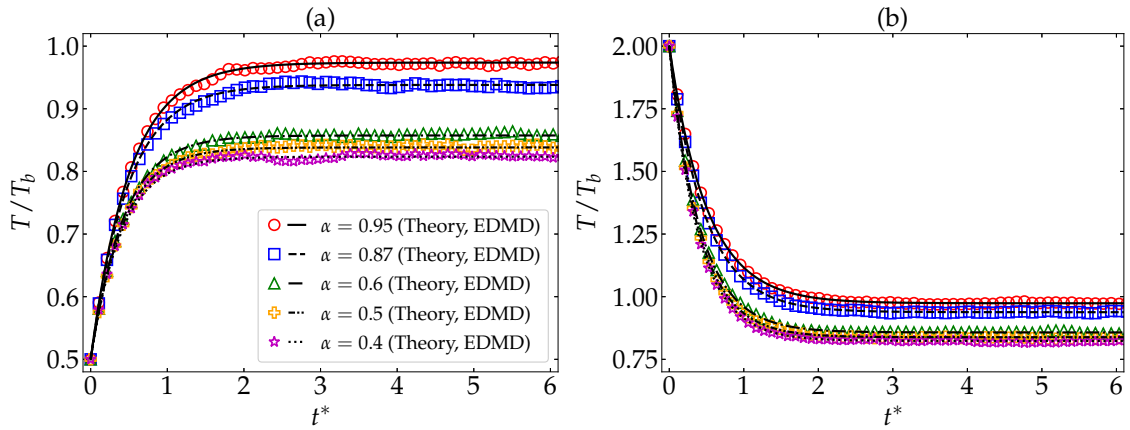 (a)
T/T_b
1.0
0.9
0.8
0.7
0.6
0.5
0 1 2 3 4 5 6
t*
α = 0.95 (Theory, EDMD)
α = 0.87 (Theory, EDMD)
α = 0.6 (Theory, EDMD)
α = 0.5 (Theory, EDMD)
α = 0.4 (Theory, EDMD)
(b)
T/T_b
2.00
1.75
1.50
1.25
1.00
0.75
0 1 2 3 4 5 6
t*